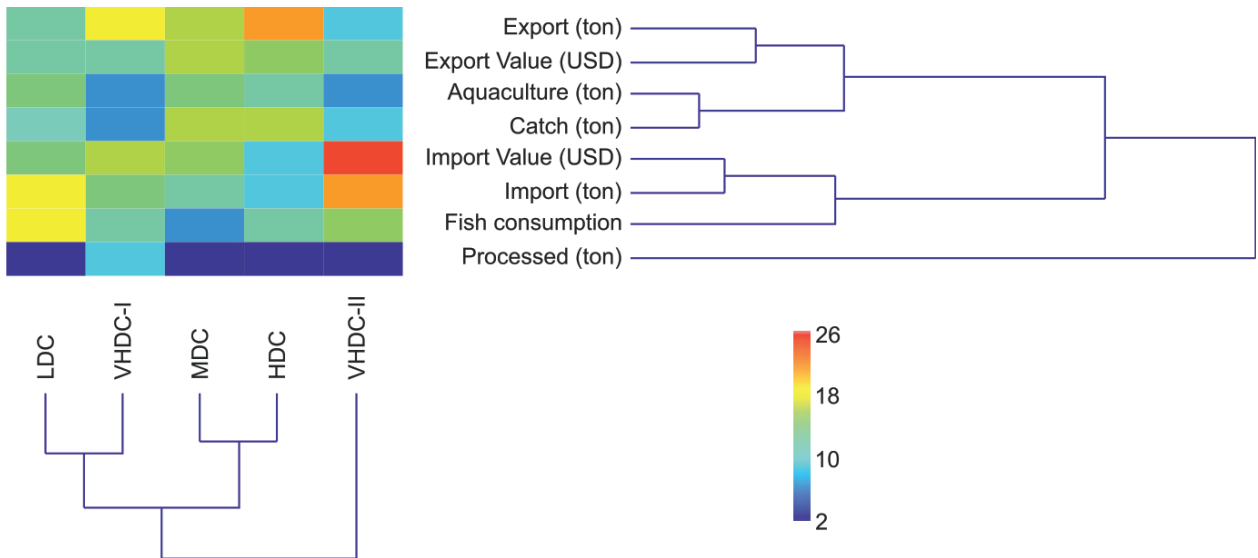 Export (ton)
Export Value (USD)
Aquaculture (ton)
Catch (ton)
Import Value (USD)
Import (ton)
Fish consumption
Processed (ton)
LDC
VHDC-I
MDC
HDC
VHDC-II
26
18
10
2